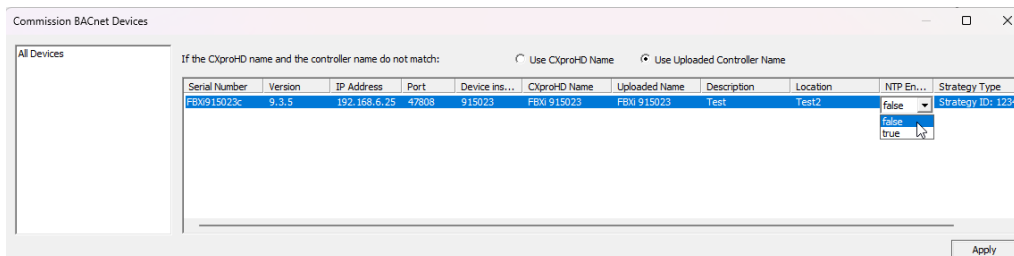 Commission BACnet Devices
All Devices
If the CXproHD name and the controller name do not match: Use CXproHD Name Use Uploaded Controller Name
Serial Number Version IP Address Port Device ins... CXproHD Name Uploaded Name Description Location NTP En... Strategy Type
FBXi915023c 9.3.5 192.168.6.25 47808 915023 FBXi 915023 FBXi 915023 Test Test2 false Strategy ID: 1234
false
true
Apply